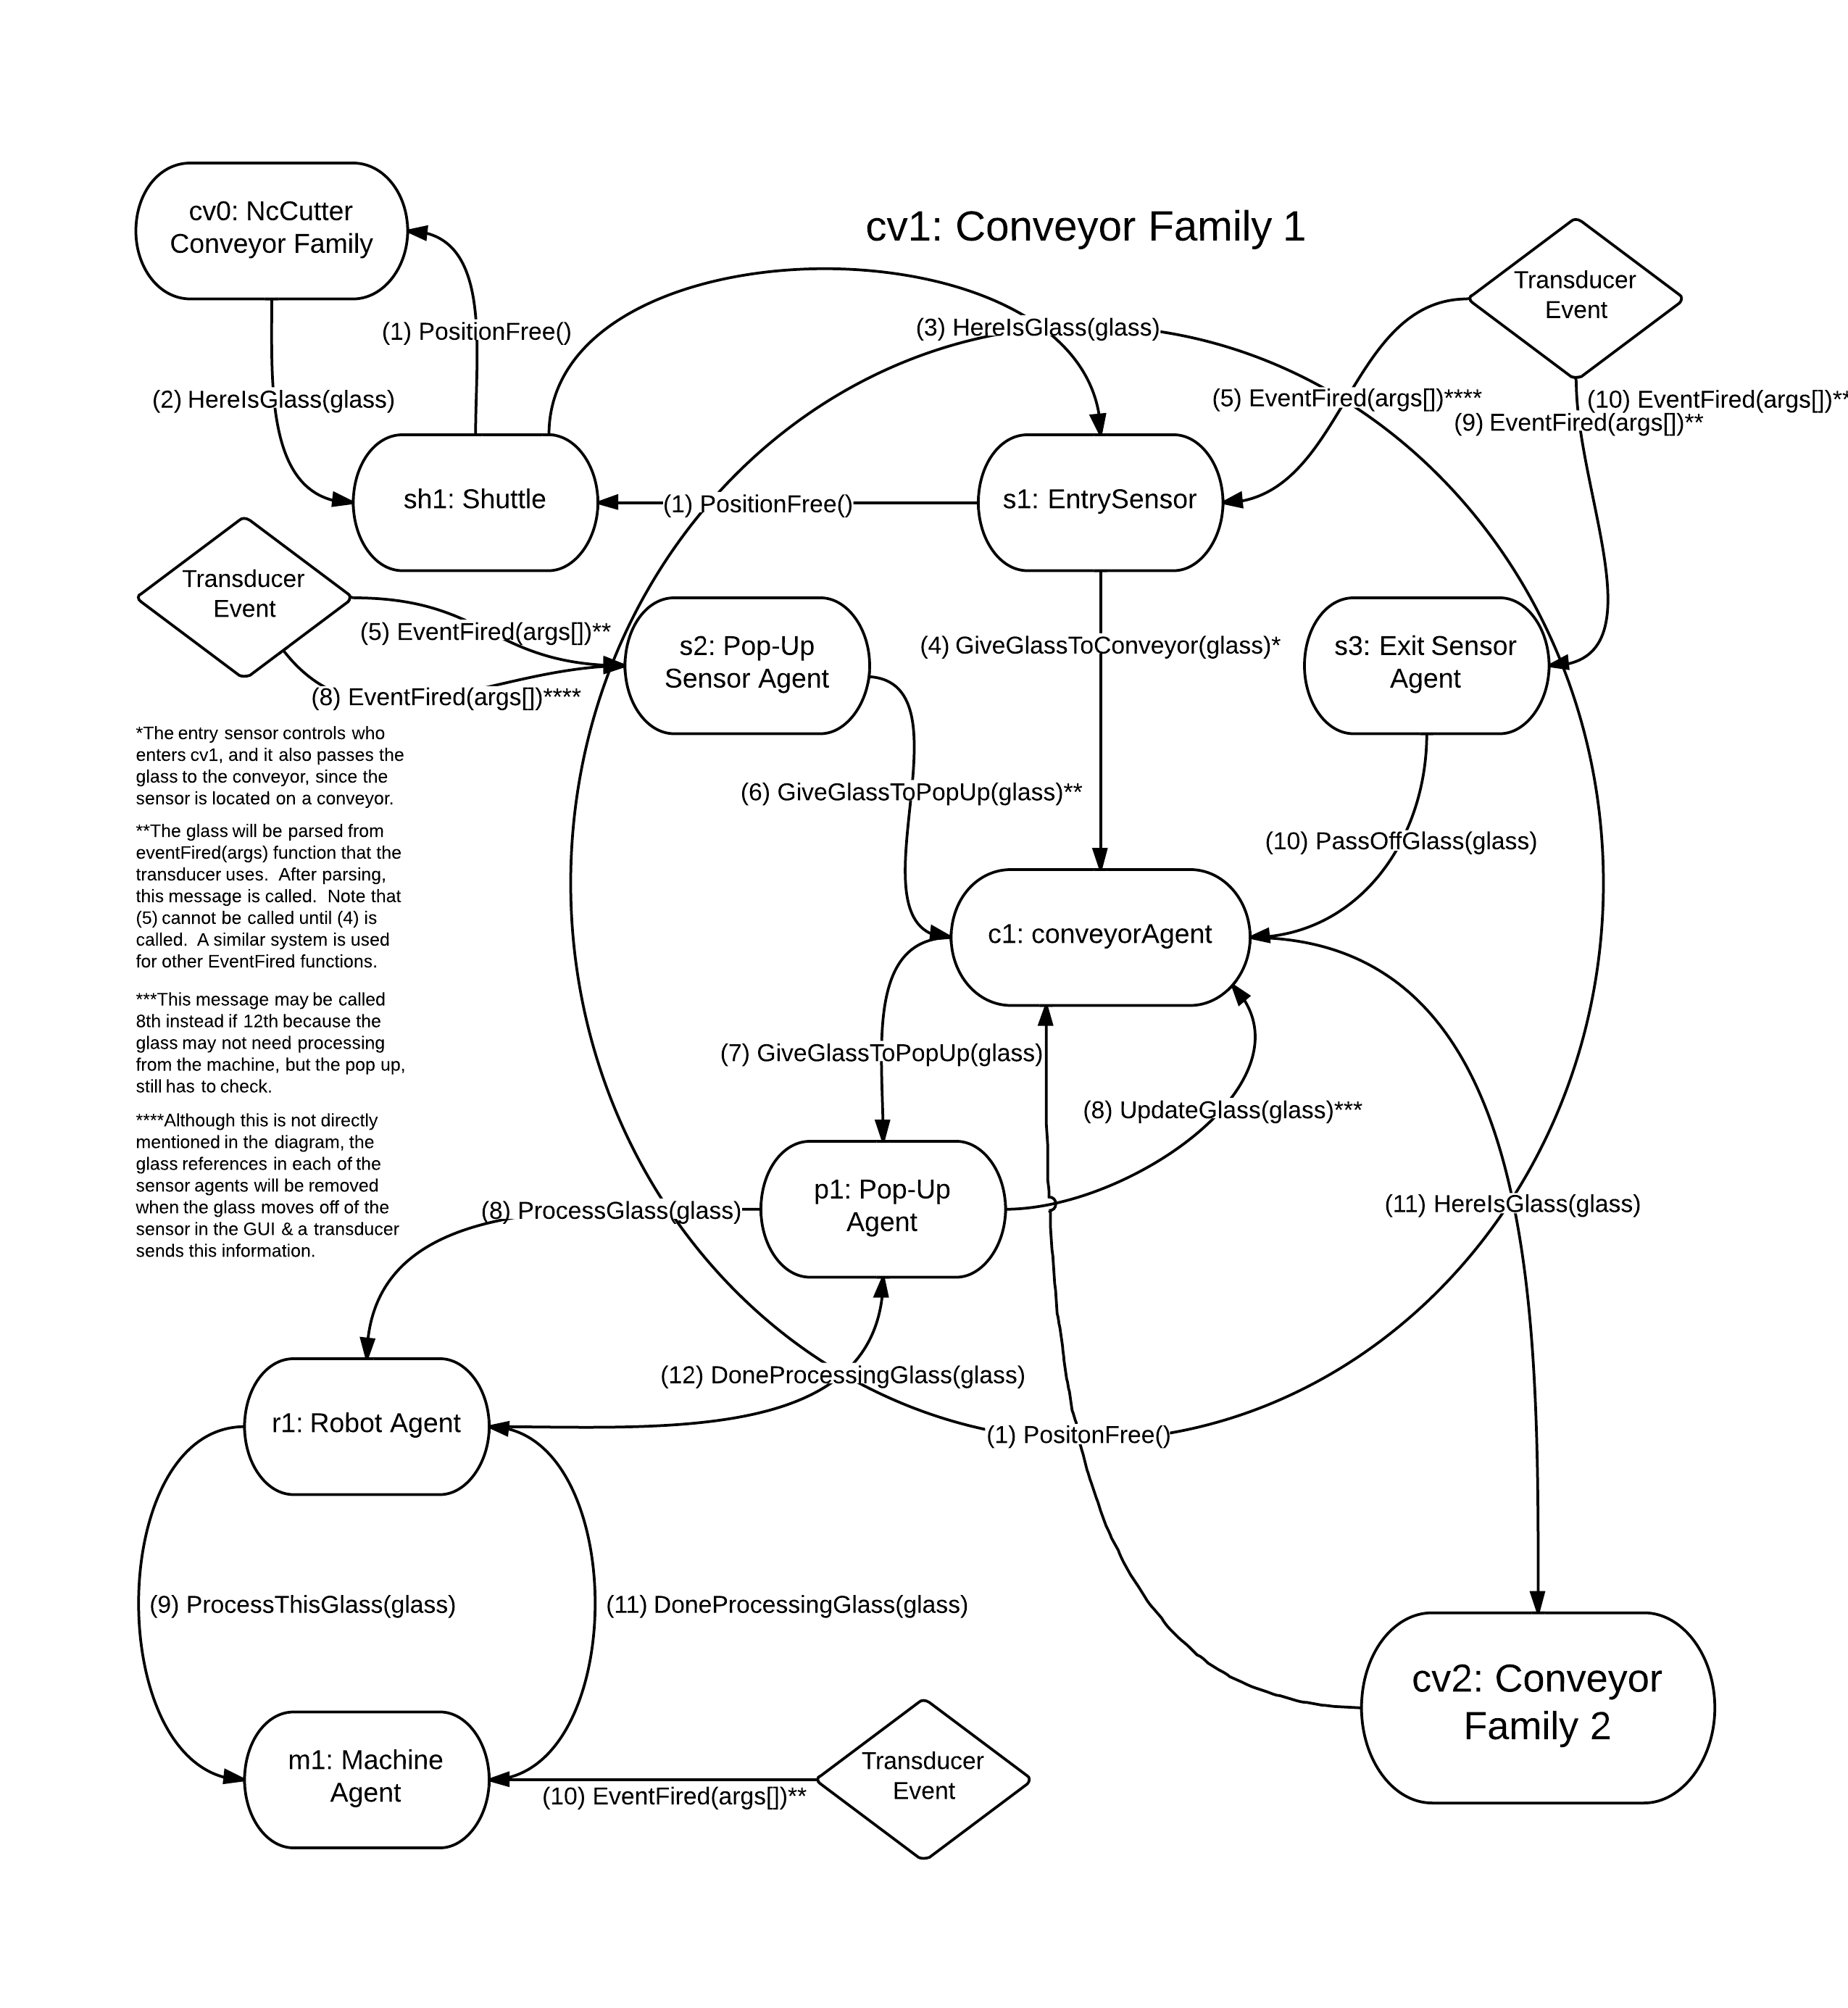 cv0: NcCutter
Conveyor Family
cv1: Conveyor Family 1
Transducer
Event
(1) PositionFree()
(3) HereIsGlass(glass)
(2) HereIsGlass(glass)
(5) EventFired(args[])****
(10) EventFired(args[])**
(9) EventFired(args[])**
sh1: Shuttle
(1) PositionFree()
s1: EntrySensor
Transducer
Event
(5) EventFired(args[])**
(8) EventFired(args[])****
s2: Pop-Up
Sensor Agent
(4) GiveGlassToConveyor(glass)*
s3: Exit Sensor
Agent
*The entry sensor controls who
enters cv1, and it also passes the
glass to the conveyor, since the
sensor is located on a conveyor.
**The glass will be parsed from
eventFired(args) function that the
transducer uses.  After parsing,
this message is called.  Note that
(5) cannot be called until (4) is
called.  A similar system is used
for other EventFired functions.
***This message may be called
8th instead if 12th because the
glass may not need processing
from the machine, but the pop up,
still has to check.
****Although this is not directly
mentioned in the diagram, the
glass references in each of the
sensor agents will be removed
when the glass moves off of the
sensor in the GUI & a transducer
sends this information.
(6) GiveGlassToPopUp(glass)**
(10) PassOffGlass(glass)
c1: conveyorAgent
(7) GiveGlassToPopUp(glass)
(8) UpdateGlass(glass)***
p1: Pop-Up
Agent
(8) ProcessGlass(glass)
(11) HereIsGlass(glass)
(12) DoneProcessingGlass(glass)
r1: Robot Agent
(1) PositonFree()
(9) ProcessThisGlass(glass)
(11) DoneProcessingGlass(glass)
cv2: Conveyor
Family 2
m1: Machine
Agent
(10) EventFired(args[])**
Transducer
Event